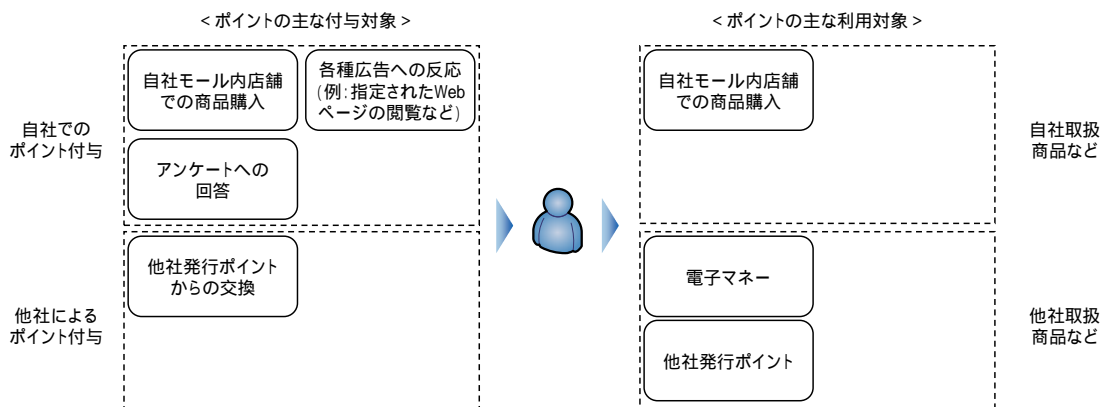 ＜ポイントの主な付与対象＞
＜ポイントの主な利用対象＞
自社での
ポイント付与
自社モール内店舗
での商品購入
各種広告への反応
(例：指定されたWeb
ページの閲覧など)
アンケートへの
回答
他社による
ポイント付与
他社発行ポイント
からの交換
自社モール内店舗
での商品購入
自社取扱
商品など
電子マネー
他社発行ポイント
他社取扱
商品など